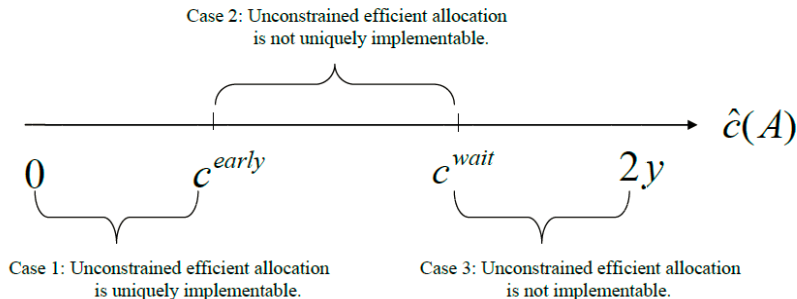 Case 2: Unconstrained efficient allocation
is not uniquely implementable.
ĉ(A)
0 c^early c^wait 2y
Case 1: Unconstrained efficient allocation
is uniquely implementable.
Case 3: Unconstrained efficient allocation
is not implementable.